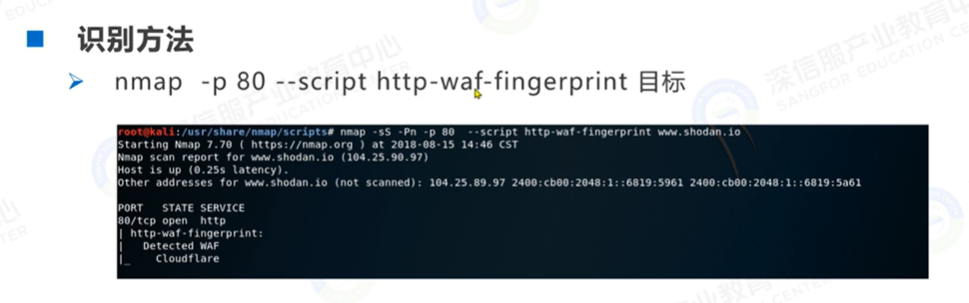 识别方法
nmap -p 80 --script http-waf-fingerprint 目标
root@kali:/usr/share/nmap/scripts# nmap -sS -Pn -p 80  --script http-waf-fingerprint www.shodan.io
Starting Nmap 7.70 ( https://nmap.org ) at 2018-08-15 14:46 CST
Nmap scan report for www.shodan.io (104.25.90.97)
Host is up (0.25s latency).
Other addresses for www.shodan.io (not scanned): 104.25.89.97 2400:cb00:2048:1::6819:5961 2400:cb00:2048:1::6819:5a61
PORT   STATE SERVICE
80/tcp open  http
| http-waf-fingerprint:
|   Detected WAF
|_    Cloudflare
深信服产业教育中心
SANGFOR EDUCATION CENTER